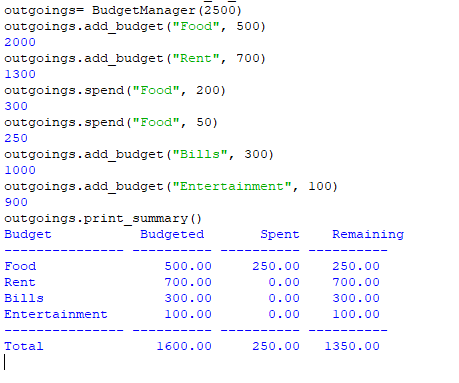 outgoings= BudgetManager(2500)
outgoings.add_budget("Food", 500)
2000
outgoings.add_budget("Rent", 700)
1300
outgoings.spend("Food", 200)
300
outgoings.spend("Food", 50)
250
outgoings.add_budget("Bills", 300)
1000
outgoings.add_budget("Entertainment", 100)
900
outgoings.print_summary()
Budget          Budgeted      Spent  Remaining
--------------- ---------- ---------- ----------
Food                500.00     250.00     250.00
Rent                700.00       0.00     700.00
Bills               300.00       0.00     300.00
Entertainment       100.00       0.00     100.00
--------------- ---------- ---------- ----------
Total              1600.00     250.00    1350.00